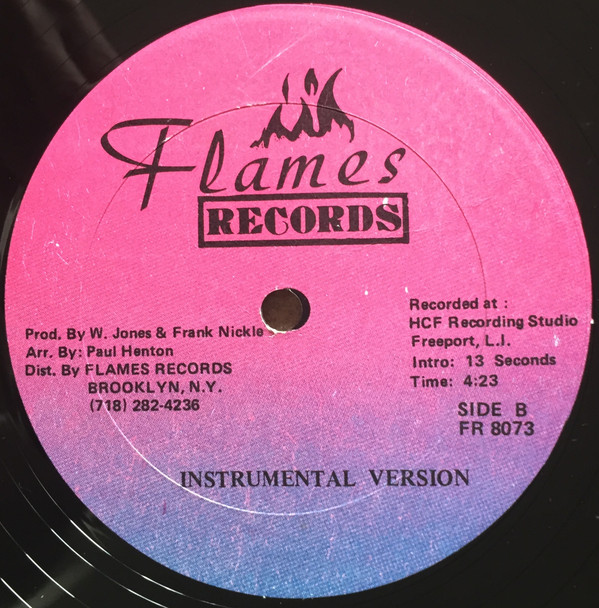 Flames
RECORDS
Prod. By W. Jones & Frank Nickle
Arr. By: Paul Henton
Dist. By FLAMES RECORDS
BROOKLYN, N.Y.
(718) 282-4236
Recorded at :
HCF Recording Studio
Freeport, L.I.
Intro: 13 Seconds
Time: 4:23
SIDE B
FR 8073
INSTRUMENTAL VERSION